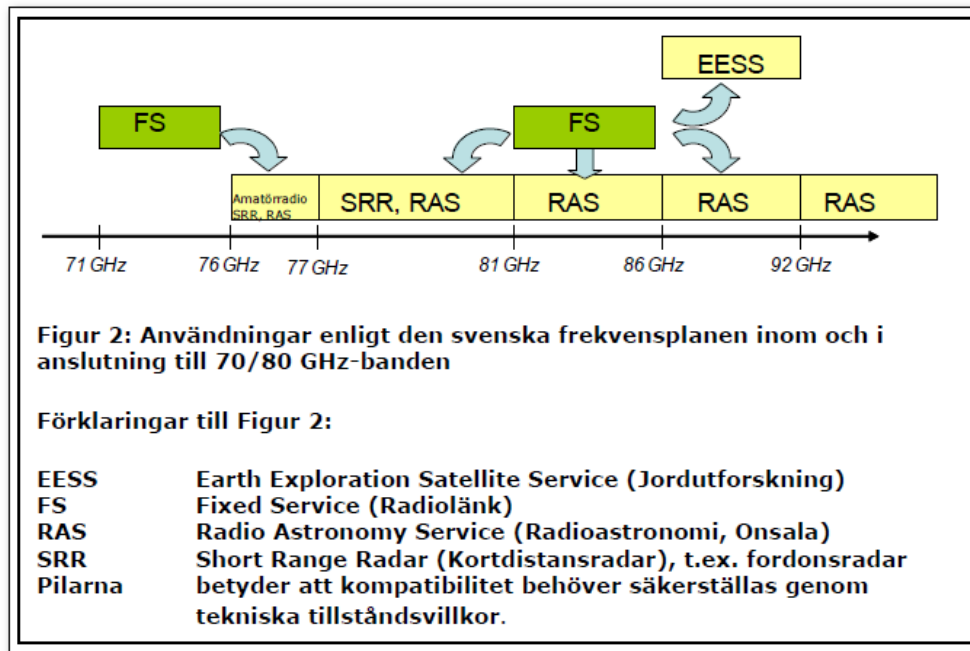 EESS
FS
FS
Amatörradio
SRR, RAS
SRR, RAS
RAS
RAS
RAS
71 GHz
76 GHz
77 GHz
81 GHz
86 GHz
92 GHz
Figur 2: Användningar enligt den svenska frekvensplanen inom och i
anslutning till 70/80 GHz-banden
Förklaringar till Figur 2:
EESS Earth Exploration Satellite Service (Jordutforskning)
FS Fixed Service (Radiolänk)
RAS Radio Astronomy Service (Radioastronomi, Onsala)
SRR Short Range Radar (Kortdistansradar), t.ex. fordonsradar
Pilarna betyder att kompatibilitet behöver säkerställas genom
tekniska tillståndsvillkor.